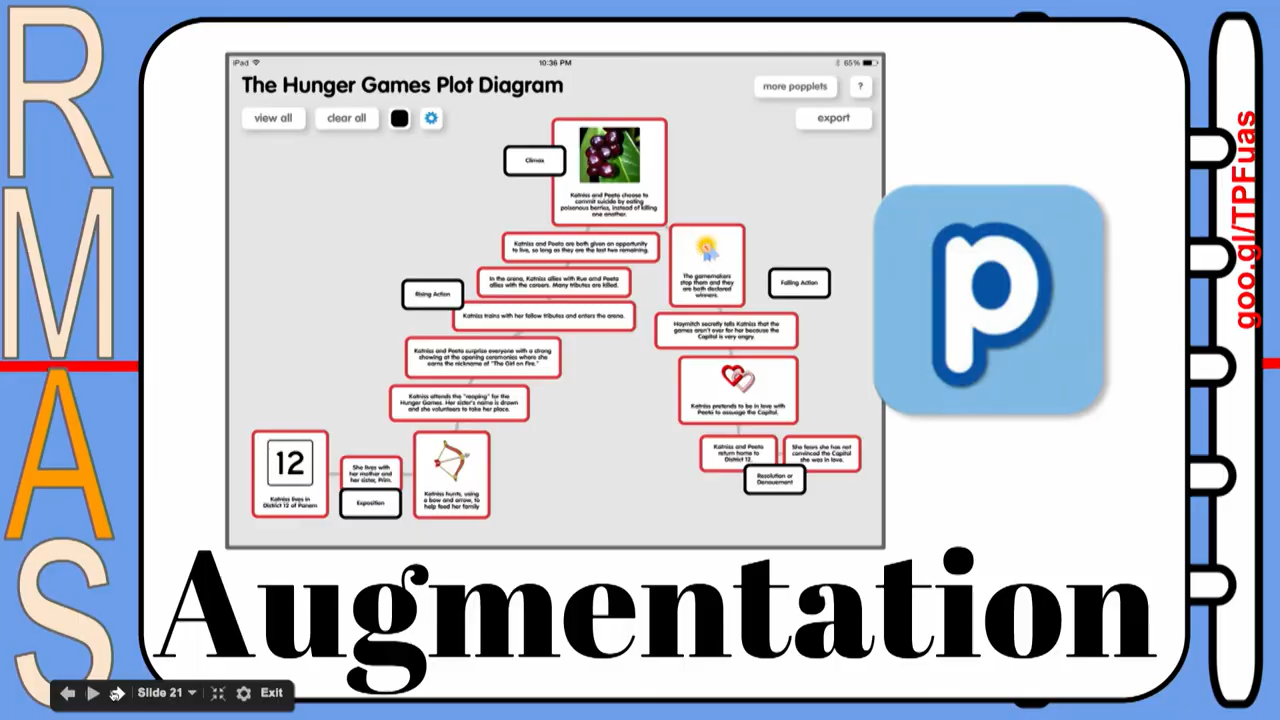 R
M
A
S
iPad
10:36 PM
65%
The Hunger Games Plot Diagram
more popplets
?
view all
clear all
export
Climax
Katniss and Peeta choose to
commit suicide by eating
poisonous berries, instead of killing
one another.
Katniss and Peeta are both given an opportunity
to live, so long as they are the last two remaining.
In the arena, Katniss allies with Rue and Peeta
allies with the careers. Many tributes are killed.
Rising Action
Katniss trains with her fellow tributes and enters the arena.
Katniss and Peeta surprise everyone with a strong
showing at the opening ceremonies where she
earns the nickname of "The Girl on Fire."
Katniss attends the "reaping" for the
Hunger Games. Her sister's name is drawn
and she volunteers to take her place.
12
Katniss lives in
District 12 of Panem
She lives with
her mother and
her sister, Prim.
Exposition
Katniss hunts, using
a bow and arrow, to
help feed her family
The gamemakers
stop them and they
are both declared
winners.
Falling Action
Haymitch secretly tells Katniss that the
games aren't over for her because the
Capitol is very angry.
Katniss pretends to be in love with
Peeta to assuage the Capitol.
Katniss and Peeta
return home to
District 12.
She fears she has not
convinced the Capitol
she was in love.
Resolution or
Denouement
p
goo.gl/TPFuas
Augmentation
Slide 21
Exit